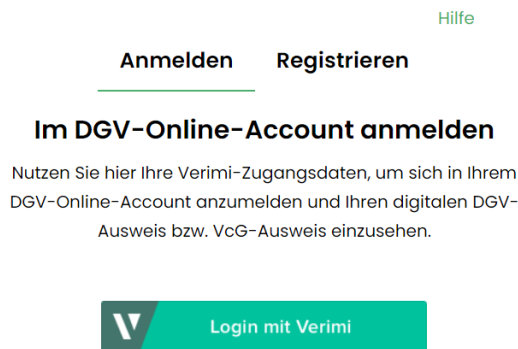 Hilfe
Anmelden Registrieren
Im DGV-Online-Account anmelden
Nutzen Sie hier Ihre Verimi-Zugangsdaten, um sich in Ihrem
DGV-Online-Account anzumelden und Ihren digitalen DGV-
Ausweis bzw. VcG-Ausweis einzusehen.
Login mit Verimi